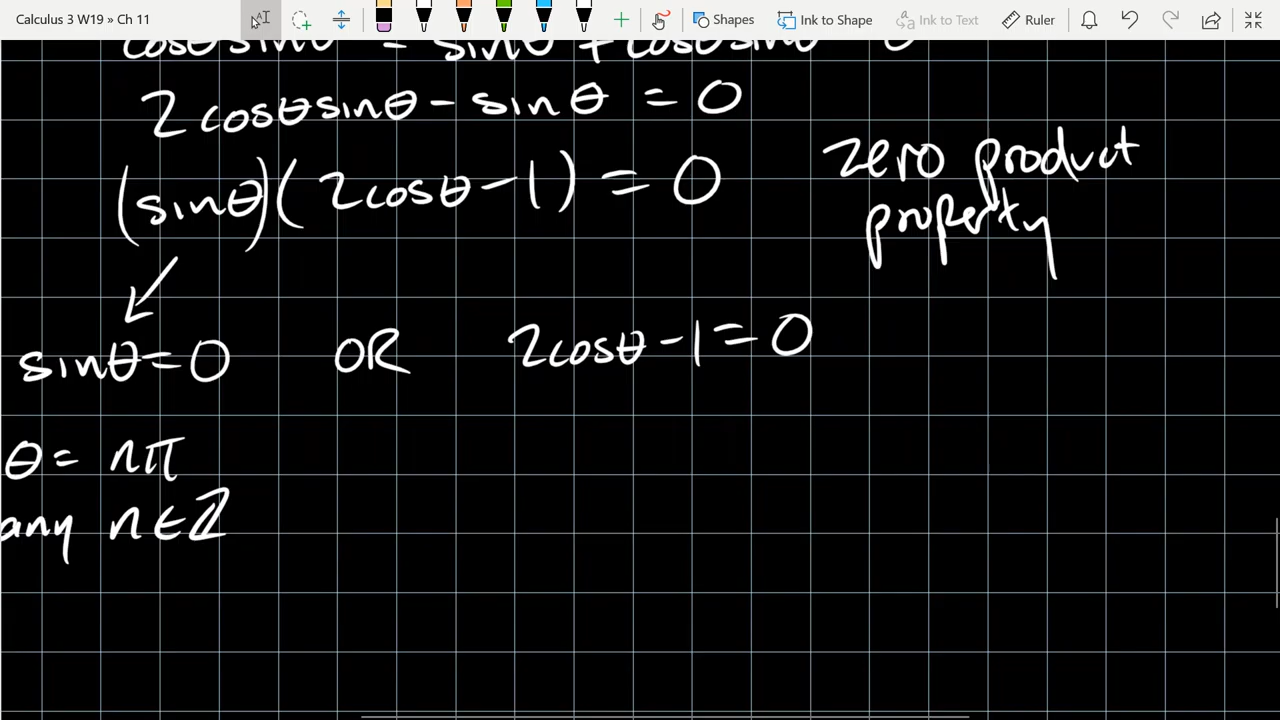 Calculus 3 W19 » Ch 11
Shapes
Ink to Shape
Ink to Text
Ruler
2cosθsinθ - sinθ = 0
(sinθ)(2cosθ-1) = 0
zero product
property
sinθ=0 OR 2cosθ-1=0
θ= nπ
any n∈ℤ